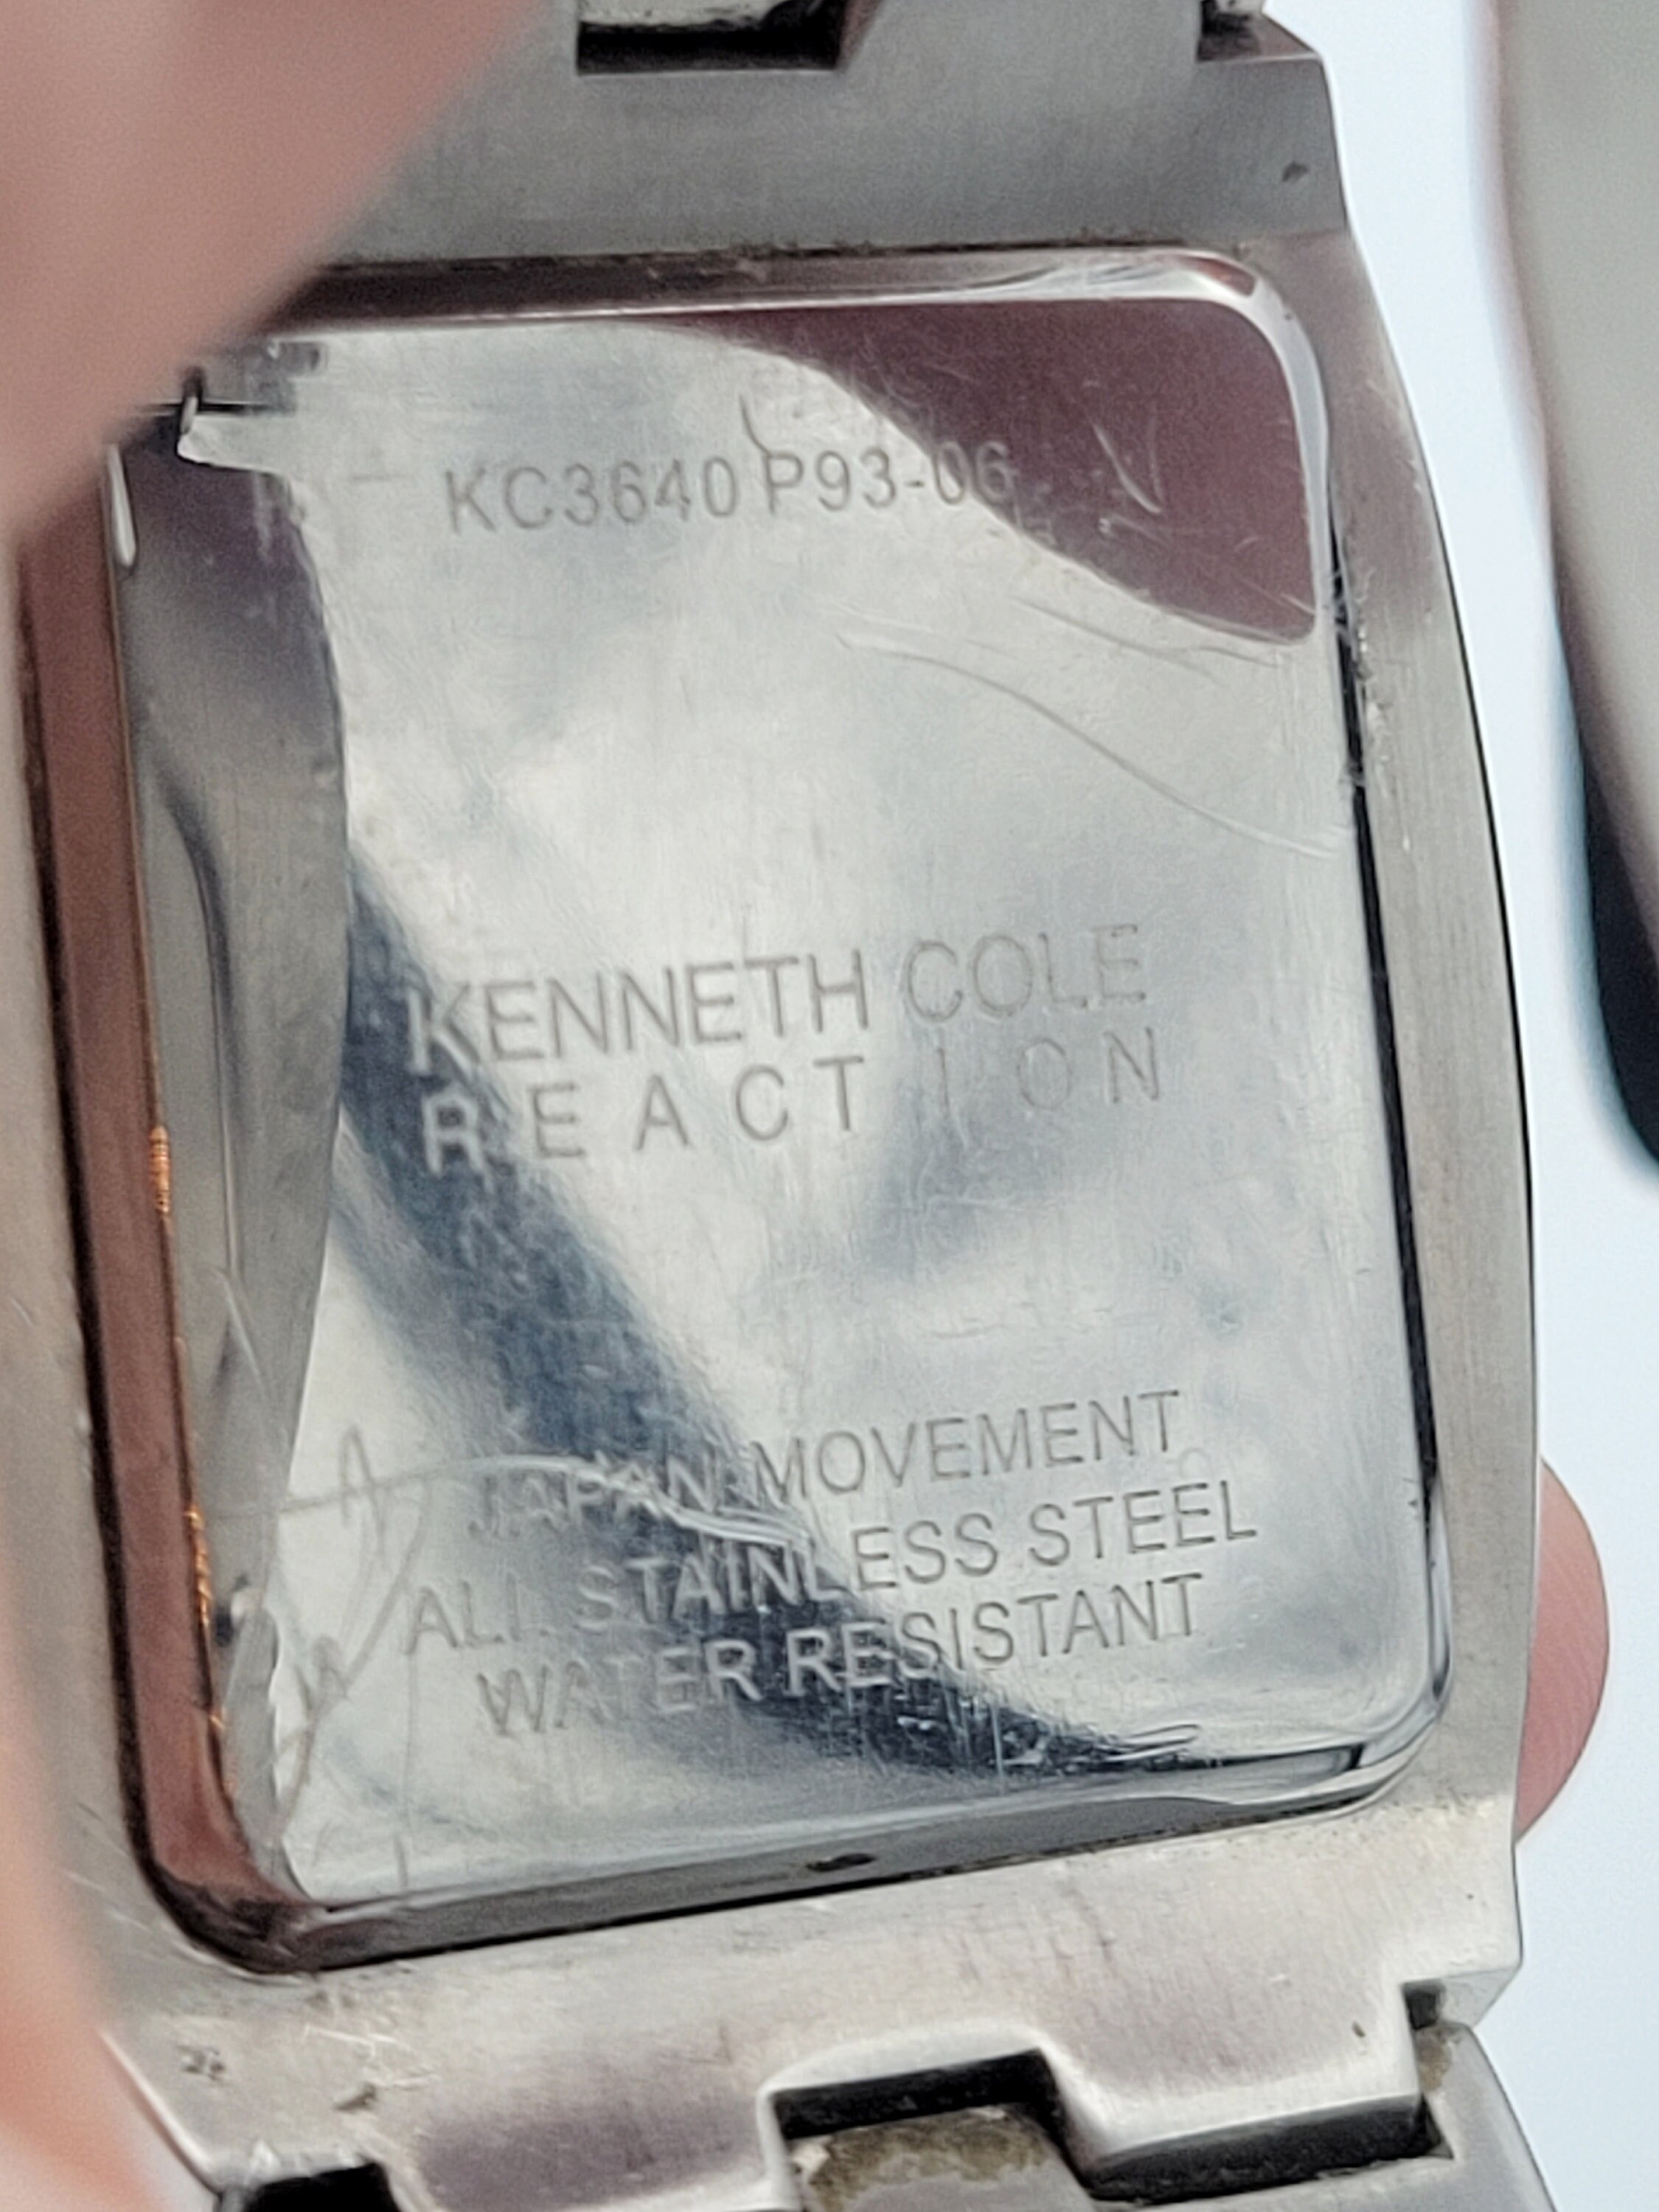 KC3640 P93-06
KENNETH COLE
REACTION
JAPAN MOVEMENT
ALL STAINLESS STEEL
WATER RESISTANT